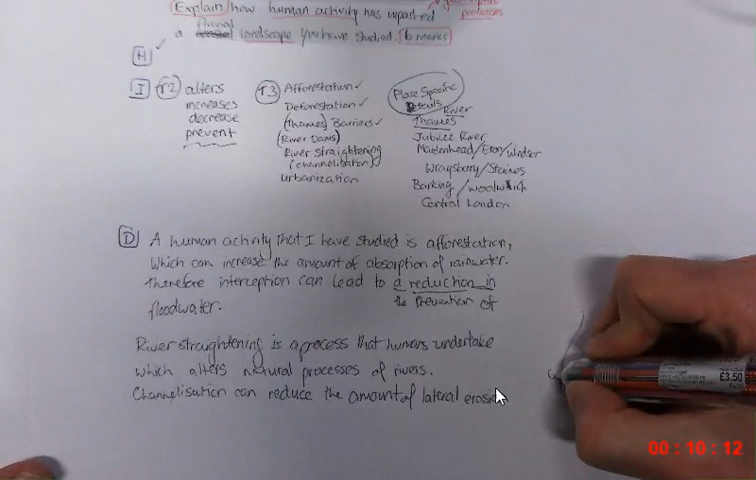 Explain how human activity has impacted geomorphic processes
a fluvial landscape you have studied. 6 marks
H
I T2 alters
increases
decrease
prevent
T3 Afforestation ✓
Deforestation ✓
(Thames) Barriers ✓
(River Dams)
River straightening
(channelisation)
Urbanization
Place Specific
Details
River
Thames
Jubilee River
Maidenhead/Eton/Windsor
Wraysbury/Staines
Barking/Woolwich
Central London
D A human activity that I have studied is afforestation,
Which can increase the amount of absorption of rainwater.
Therefore interception can lead to a reduction in
the prevention of
floodwater.
River straightening is a process that humans undertake
which alters natural processes of rivers.
Channelisation can reduce the amount of lateral erosion
£3.50
00:10:12